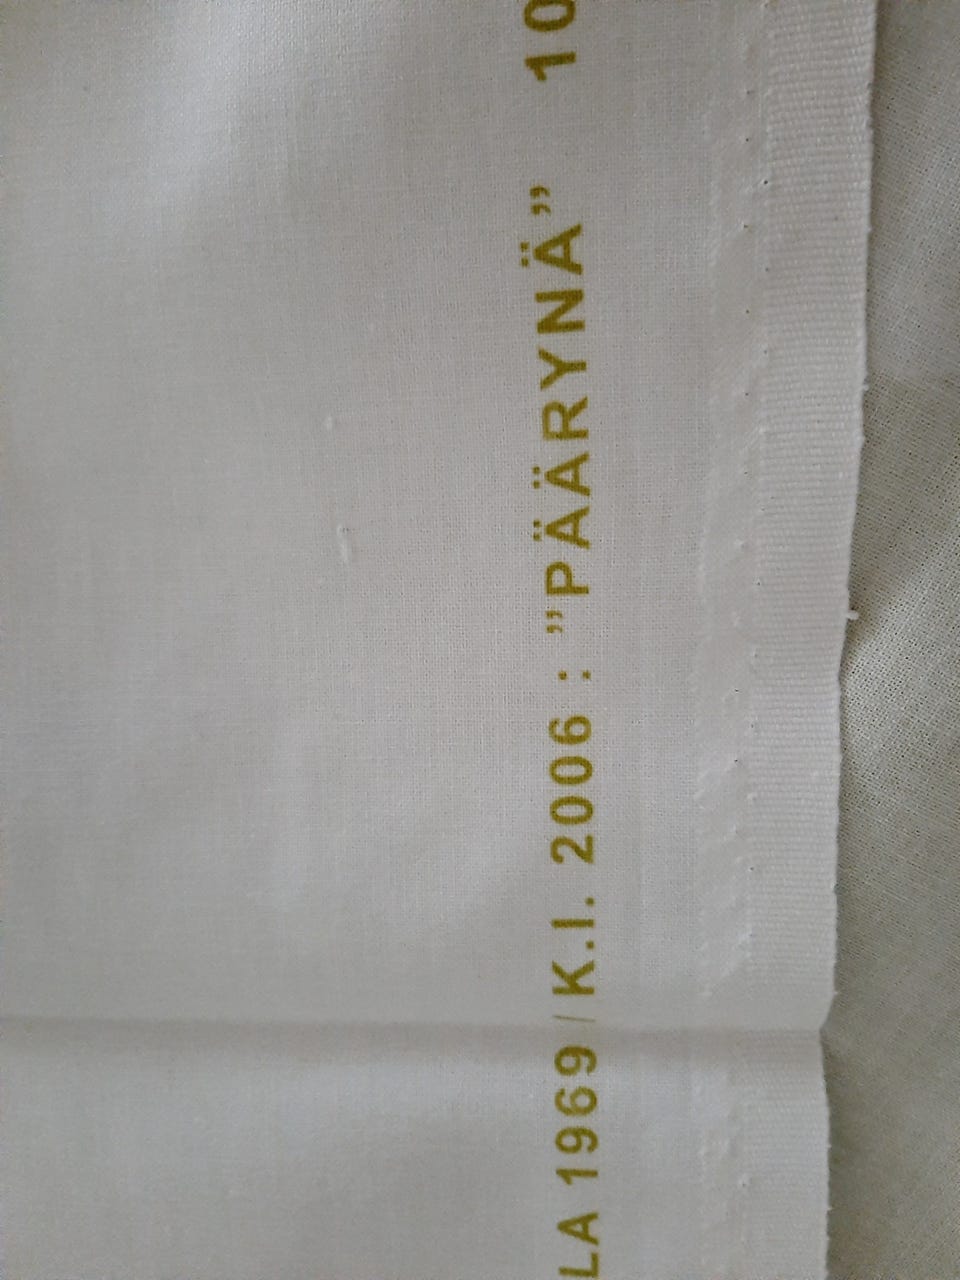 LA 1969 / K.I. 2006 : ”PÄÄRYNÄ” 10